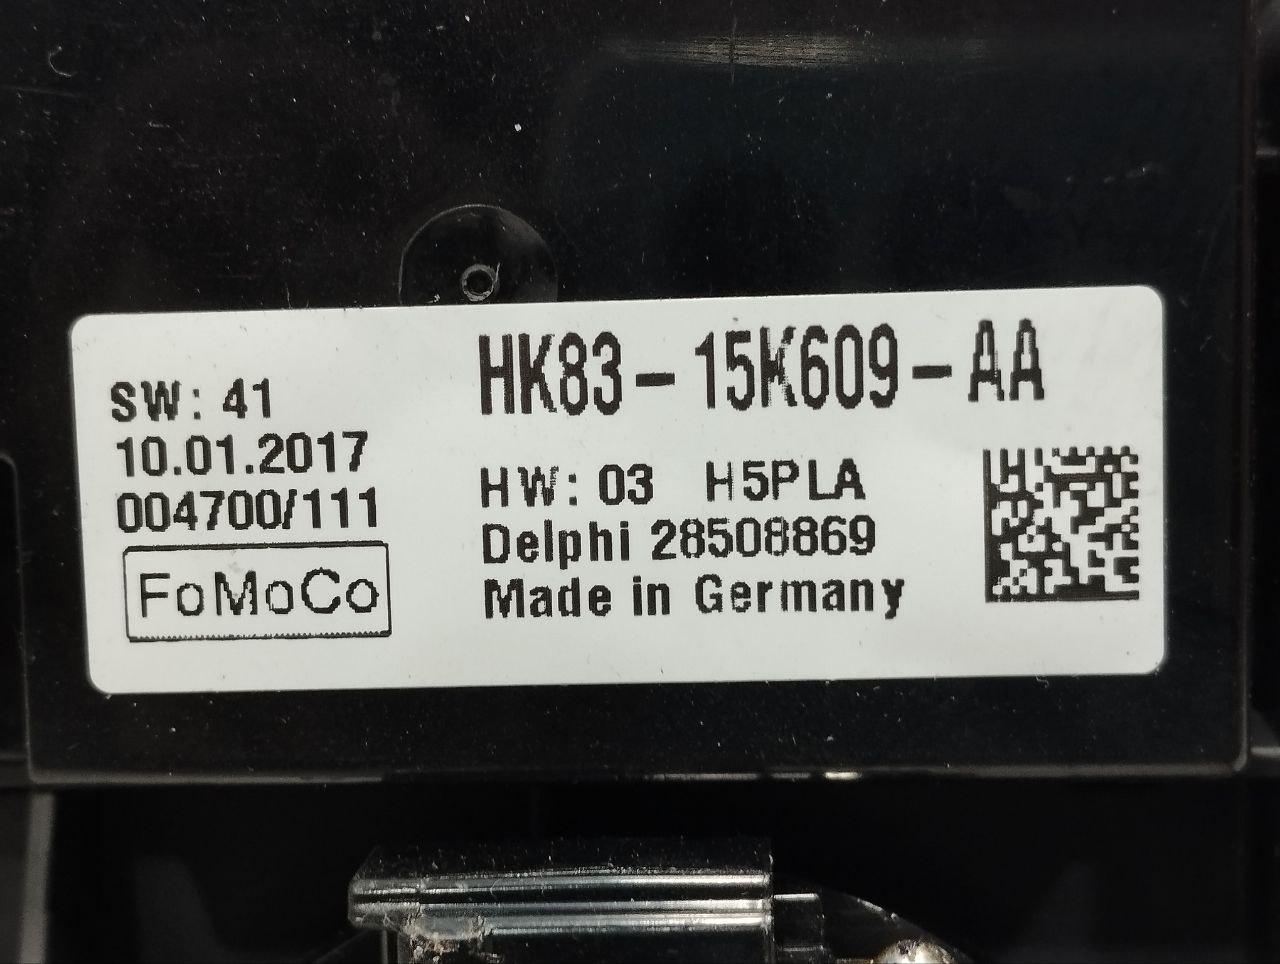 HK83-15K609-AA
SW: 41
10.01.2017
004700/111
FoMoCo
HW: 03 H5PLA
Delphi 28508869
Made in Germany